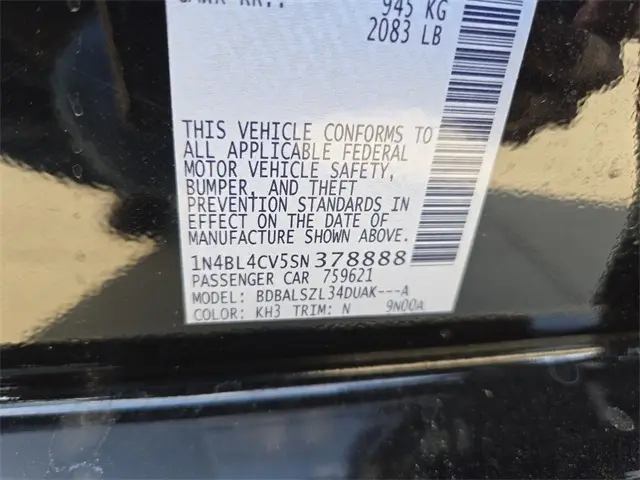 945 KG
2083 LB
THIS VEHICLE CONFORMS TO
ALL APPLICABLE FEDERAL
MOTOR VEHICLE SAFETY,
BUMPER, AND THEFT
PREVENTION STANDARDS IN
EFFECT ON THE DATE OF
MANUFACTURE SHOWN ABOVE.
1N4BL4CV5SN378888
PASSENGER CAR 759621
MODEL: BDBALSZL34DUAK---A
COLOR: KH3 TRIM: N 9N00A